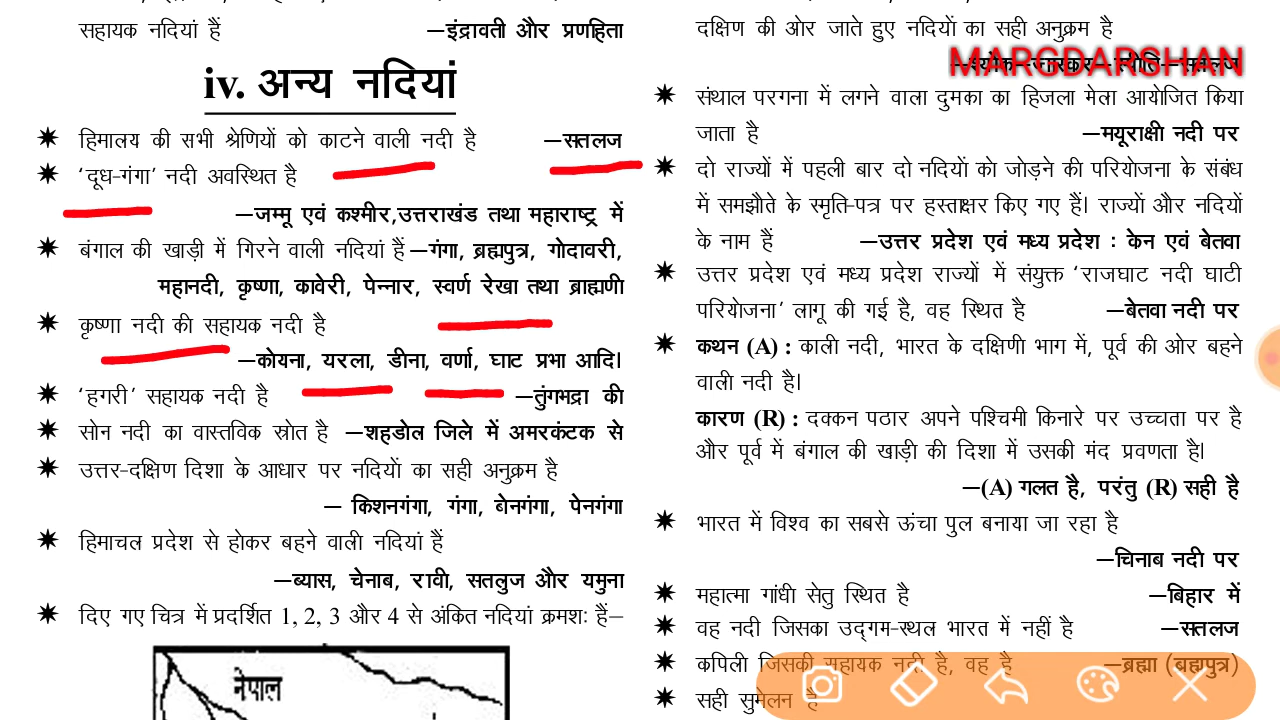 सहायक नदियां हैं —इंद्रावती और प्रणहिता
iv. अन्य नदियां
✷ हिमालय की सभी श्रेणियों को काटने वाली नदी है —सतलज
✷ 'दूध-गंगा' नदी अवस्थित है
—जम्मू एवं कश्मीर,उत्तराखंड तथा महाराष्ट्र में
✷ बंगाल की खाड़ी में गिरने वाली नदियां हैं —गंगा, ब्रह्मपुत्र, गोदावरी,
महानदी, कृष्णा, कावेरी, पेन्नार, स्वर्ण रेखा तथा ब्राह्मणी
✷ कृष्णा नदी की सहायक नदी है
—कोयना, यरला, डीना, वर्णा, घाट प्रभा आदि।
✷ 'हगरी' सहायक नदी है —तुंगभद्रा की
✷ सोन नदी का वास्तविक स्रोत है —शहडोल जिले में अमरकंटक से
✷ उत्तर-दक्षिण दिशा के आधार पर नदियों का सही अनुक्रम है
— किशनगंगा, गंगा, बेनगंगा, पेनगंगा
✷ हिमाचल प्रदेश से होकर बहने वाली नदियां हैं
—ब्यास, चेनाब, रावी, सतलुज और यमुना
✷ दिए गए चित्र में प्रदर्शित 1, 2, 3 और 4 से अंकित नदियां क्रमशः हैं–
नेपाल
दक्षिण की ओर जाते हुए नदियों का सही अनुक्रम है
MARGDARSHAN
✷ संथाल परगना में लगने वाला दुमका का हिजला मेला आयोजित किया
जाता है —मयूराक्षी नदी पर
✷ दो राज्यों में पहली बार दो नदियों को जोड़ने की परियोजना के संबंध
में समझौते के स्मृति-पत्र पर हस्ताक्षर किए गए हैं। राज्यों और नदियों
के नाम हैं —उत्तर प्रदेश एवं मध्य प्रदेश : केन एवं बेतवा
✷ उत्तर प्रदेश एवं मध्य प्रदेश राज्यों में संयुक्त 'राजघाट नदी घाटी
परियोजना' लागू की गई है, वह स्थित है —बेतवा नदी पर
✷ कथन (A) : काली नदी, भारत के दक्षिणी भाग में, पूर्व की ओर बहने
वाली नदी है।
कारण (R) : दक्कन पठार अपने पश्चिमी किनारे पर उच्चता पर है
और पूर्व में बंगाल की खाड़ी की दिशा में उसकी मंद प्रवणता है।
—(A) गलत है, परंतु (R) सही है
✷ भारत में विश्व का सबसे ऊंचा पुल बनाया जा रहा है
—चिनाब नदी पर
✷ महात्मा गांधी सेतु स्थित है —बिहार में
✷ वह नदी जिसका उद्गम-स्थल भारत में नहीं है —सतलज
✷ कपिली जिसकी सहायक नदी है, वह है —ब्रह्मा (ब्रह्मपुत्र)
✷ सही सुमेलन है